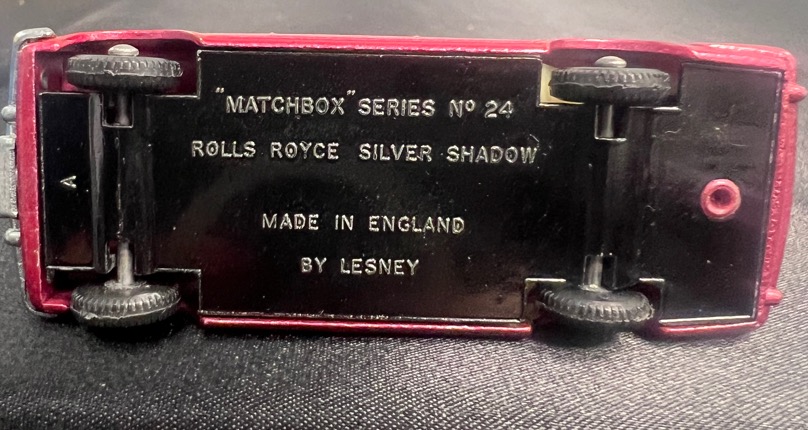 "MATCHBOX" SERIES Nº 24
ROLLS ROYCE SILVER SHADOW
A
MADE IN ENGLAND
BY LESNEY